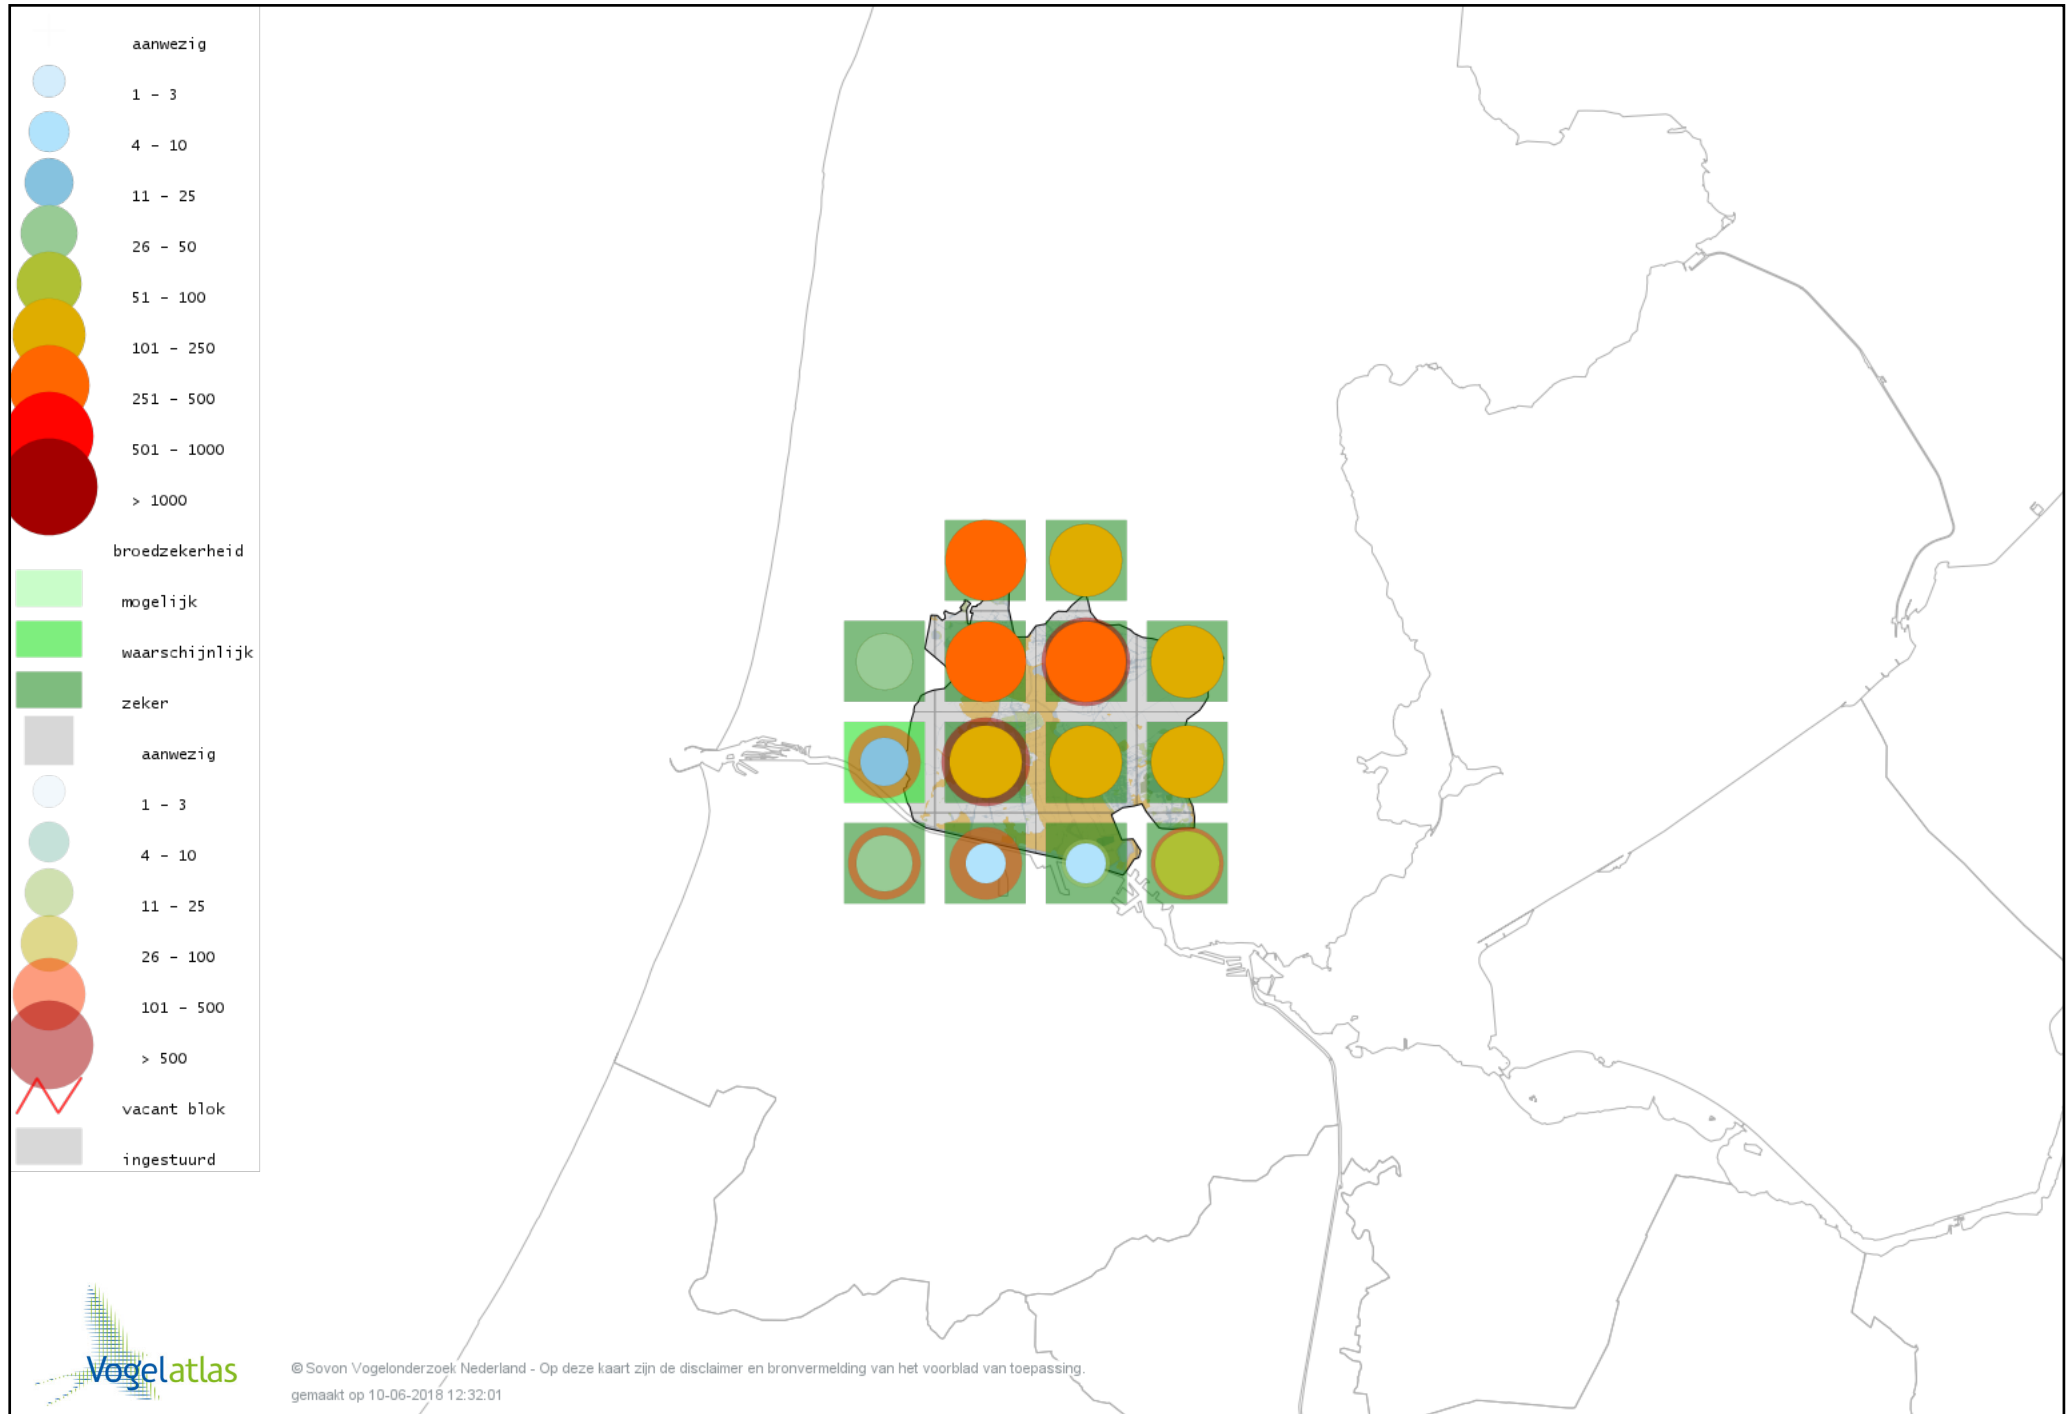 aanwezig
1 - 3
4 - 10
11 - 25
26 - 50
51 - 100
101 - 250
251 - 500
501 - 1000
> 1000
broedzekerheid
mogelijk
waarschijnlijk
zeker
aanwezig
1 - 3
4 - 10
11 - 25
26 - 100
101 - 500
> 500
vacant blok
ingestuurd
Vogelatlas
© Sovon Vogelonderzoek Nederland - Op deze kaart zijn de disclaimer en bronvermelding van het voorblad van toepassing.
gemaakt op 10-06-2018 12:32:01